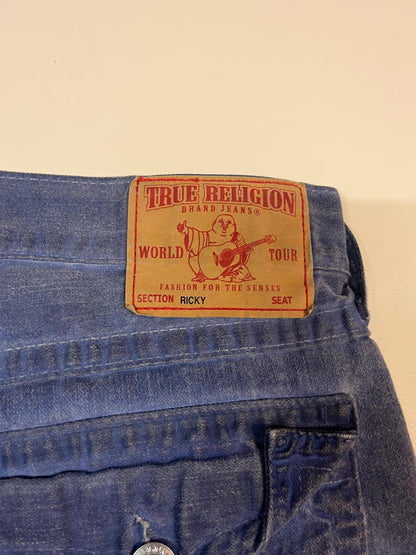 TRUE RELIGION
BRAND JEANS®
WORLD TOUR
FASHION FOR THE SENSES
SECTION RICKY SEAT